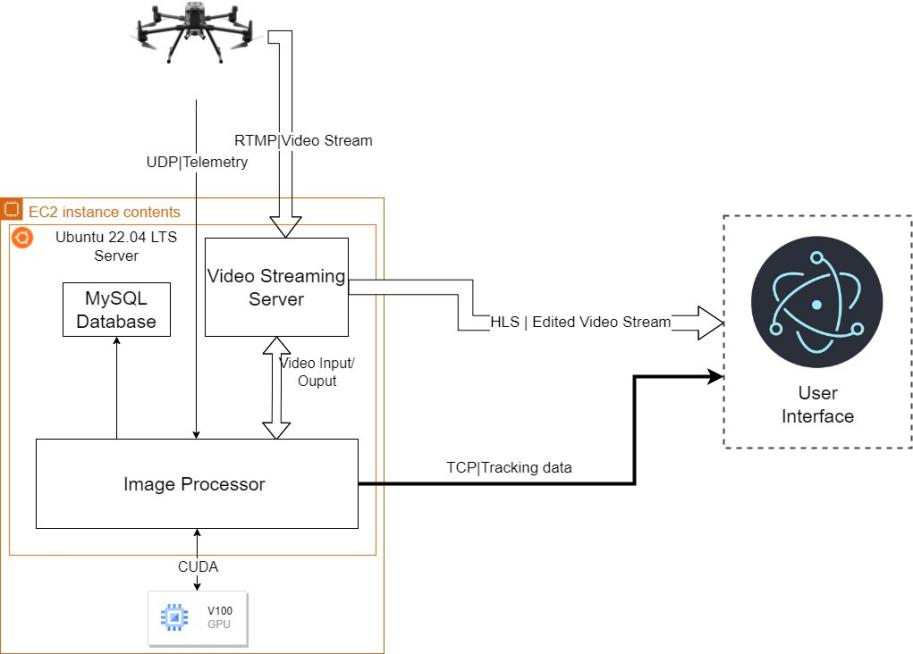 RTMP|Video Stream
UDP|Telemetry
EC2 instance contents
Ubuntu 22.04 LTS
Server
Video Streaming
Server
MySQL
Database
HLS | Edited Video Stream
Video Input/
Ouput
User
Interface
TCP|Tracking data
Image Processor
CUDA
V100
GPU